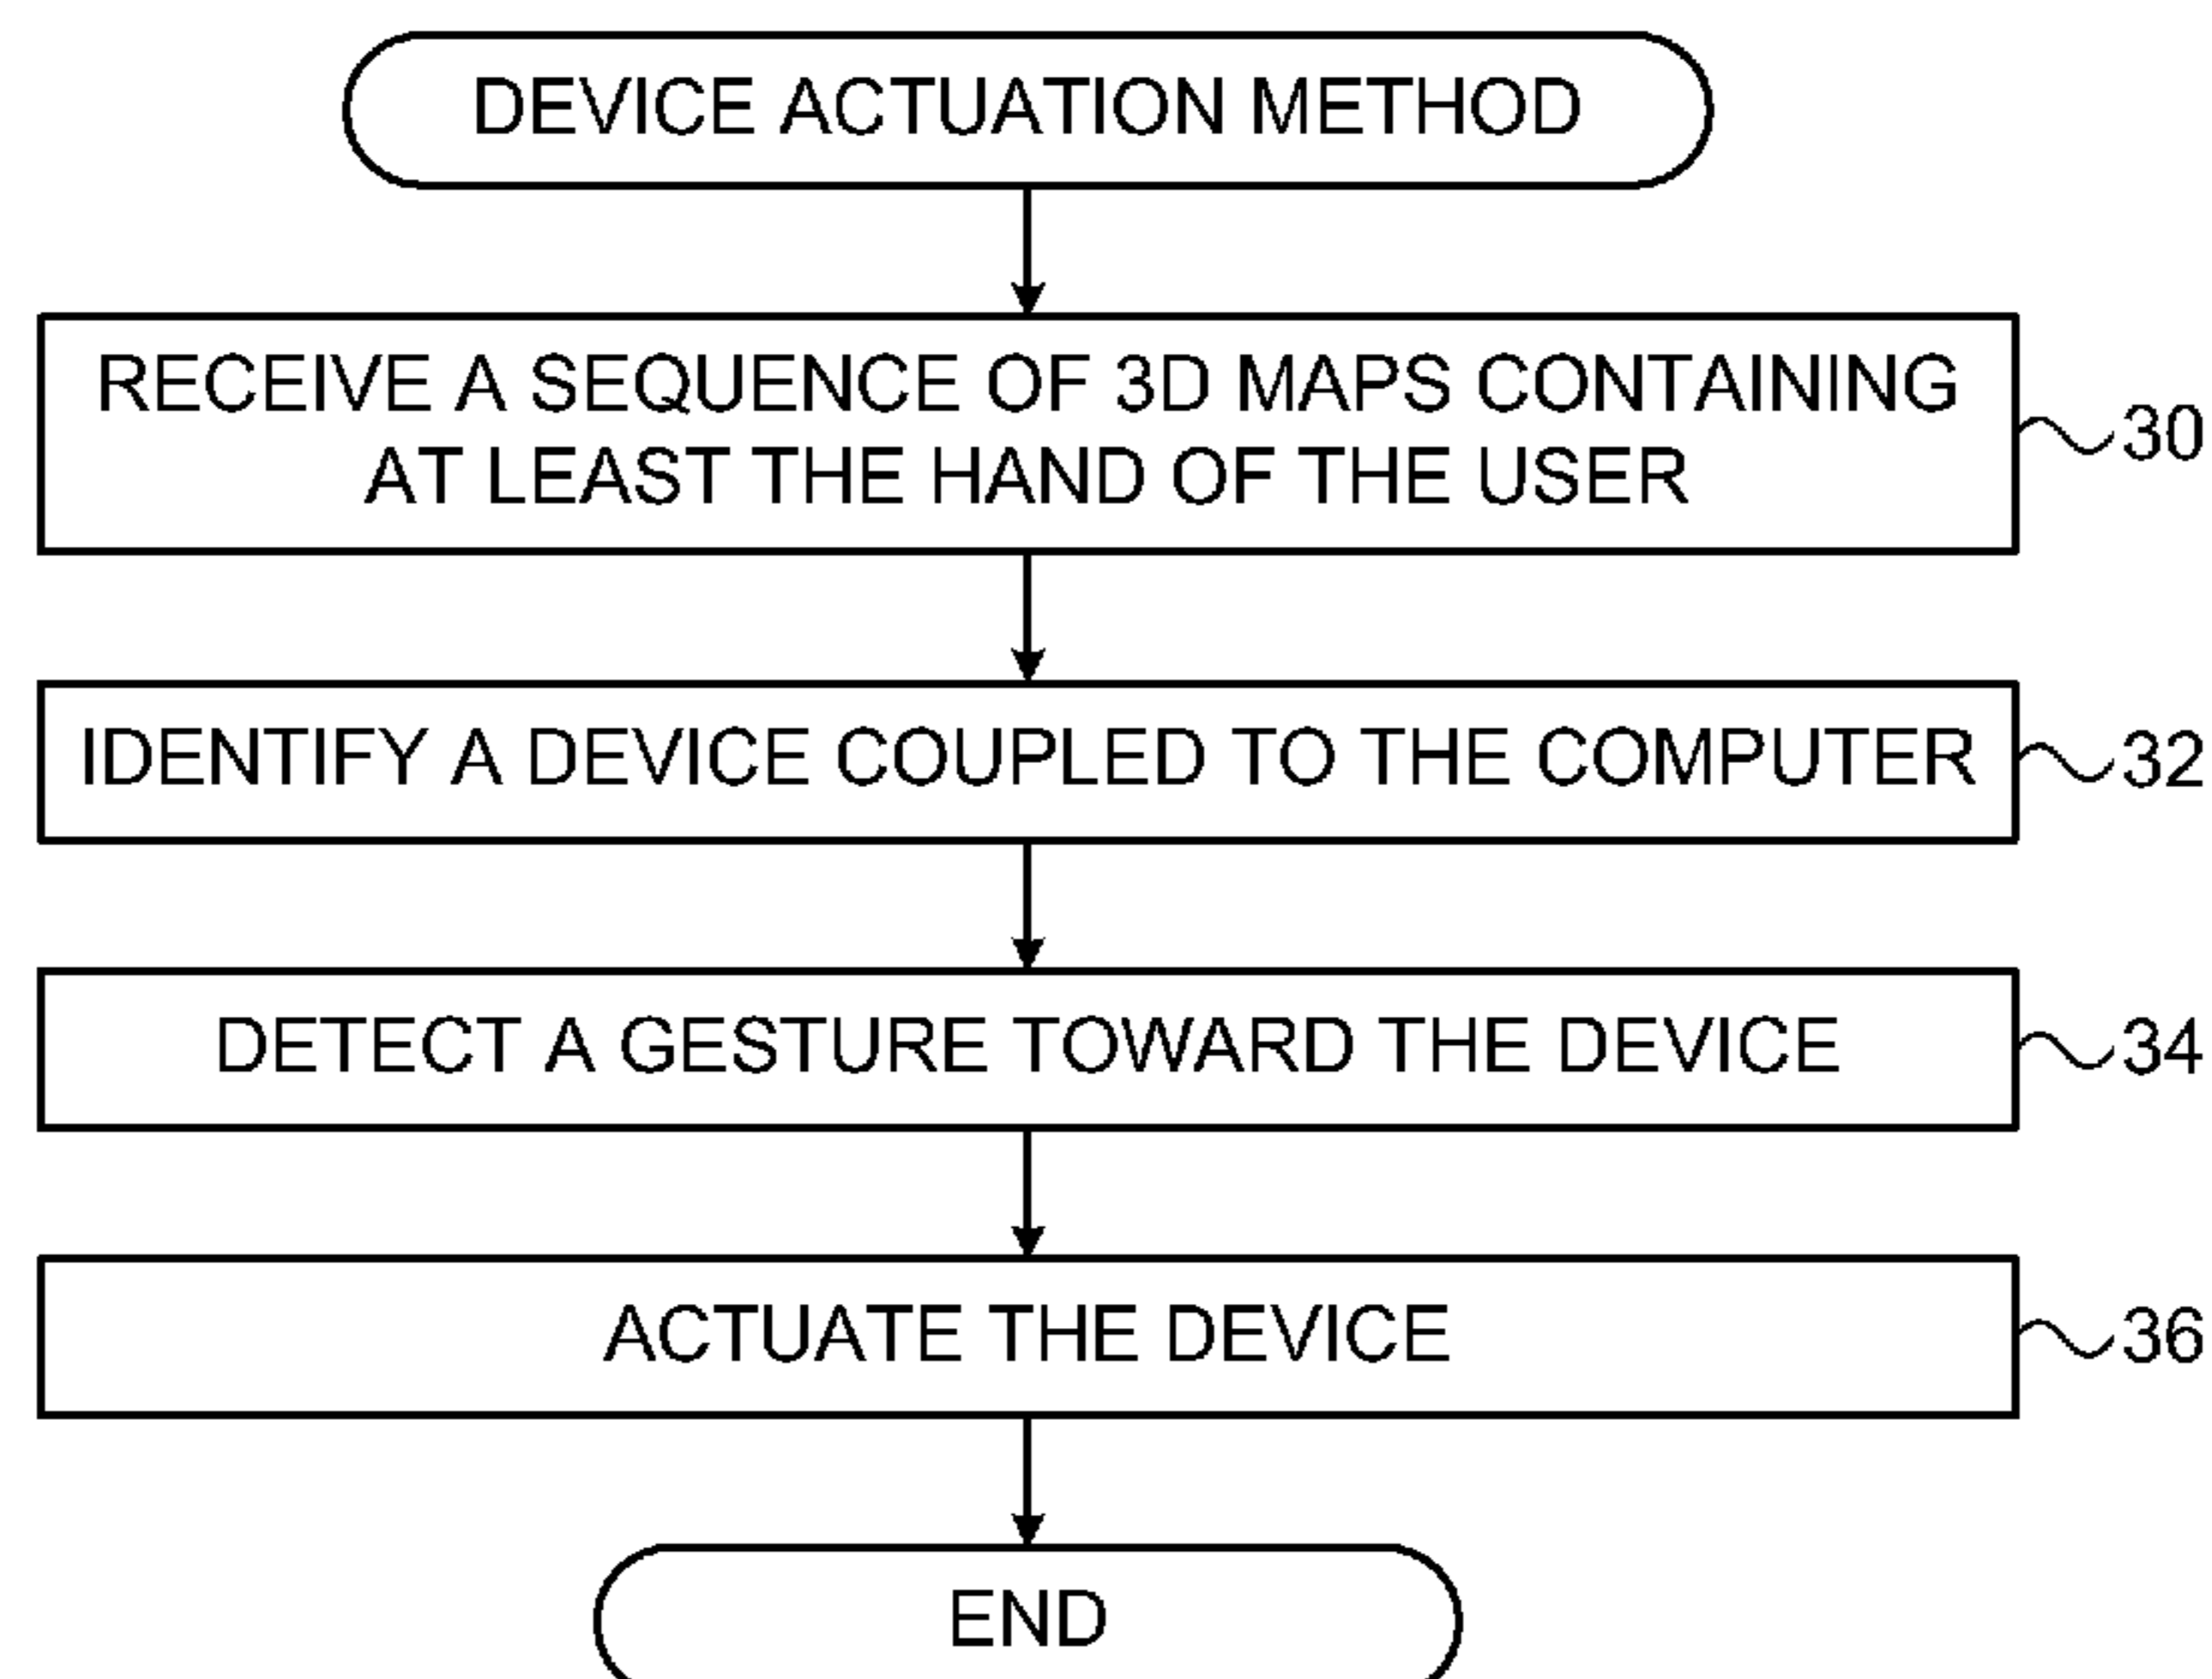 DEVICE ACTUATION METHOD
RECEIVE A SEQUENCE OF 3D MAPS CONTAINING
AT LEAST THE HAND OF THE USER
30
IDENTIFY A DEVICE COUPLED TO THE COMPUTER
32
DETECT A GESTURE TOWARD THE DEVICE
34
ACTUATE THE DEVICE
36
END